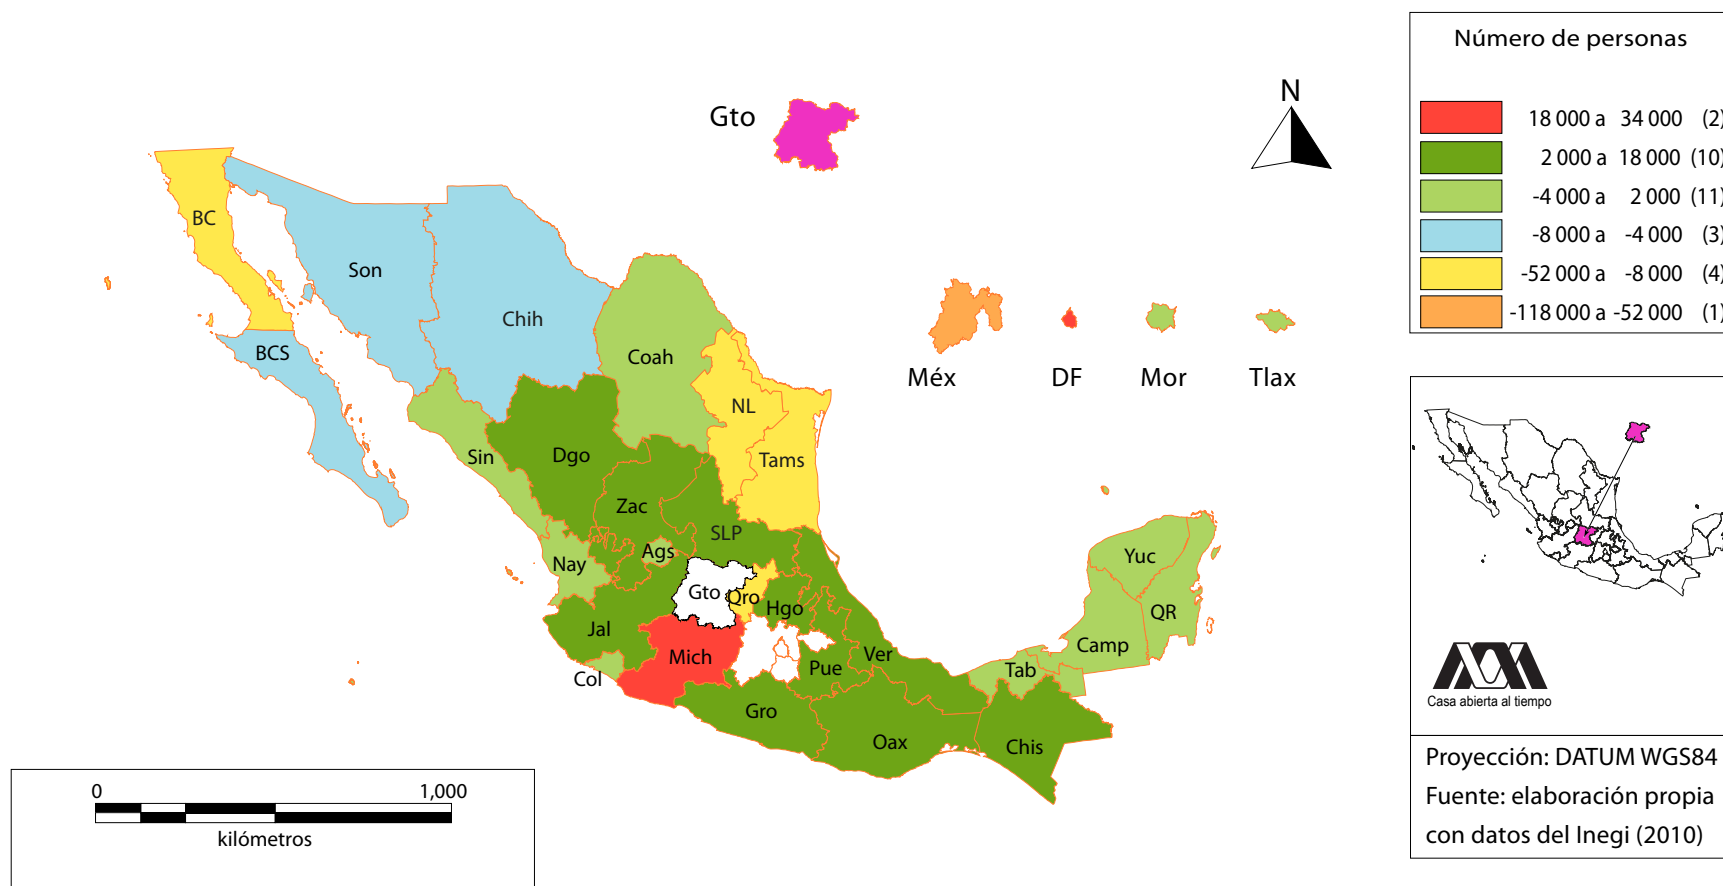 Número de personas
18 000 a 34 000 (2)
2 000 a 18 000 (10)
-4 000 a 2 000 (11)
-8 000 a -4 000 (3)
-52 000 a -8 000 (4)
-118 000 a -52 000 (1)
Gto
N
BC
Son
Chih
BCS
Coah
Méx
DF
Mor
Tlax
NL
Sin
Dgo
Tams
Zac
SLP
Nay
Ags
Gto
Qro
Hgo
Yuc
QR
Jal
Mich
Col
Pue
Ver
Camp
Tab
Gro
Oax
Chis
0 1,000
kilómetros
Casa abierta al tiempo
Proyección: DATUM WGS84
Fuente: elaboración propia
con datos del Inegi (2010)